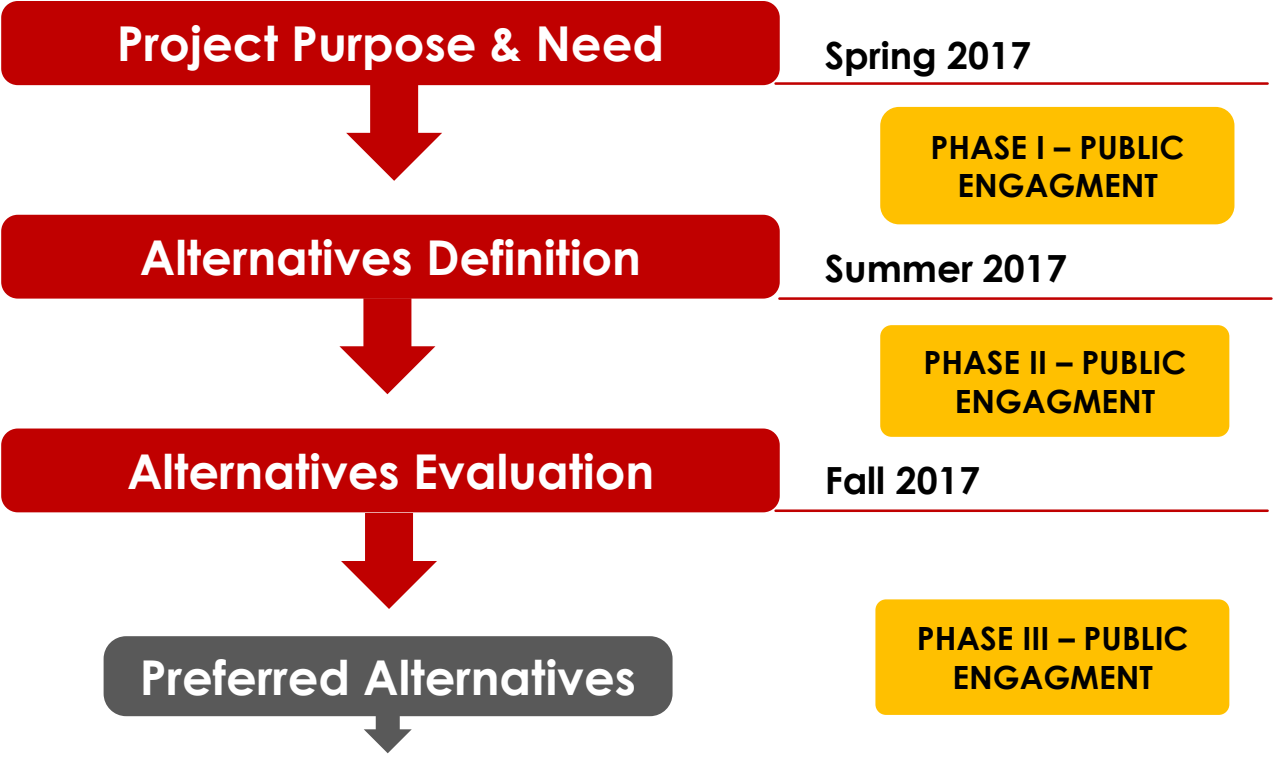 Project Purpose & Need
Spring 2017
PHASE I – PUBLIC
ENGAGMENT
Alternatives Definition
Summer 2017
PHASE II – PUBLIC
ENGAGMENT
Alternatives Evaluation
Fall 2017
PHASE III – PUBLIC
ENGAGMENT
Preferred Alternatives